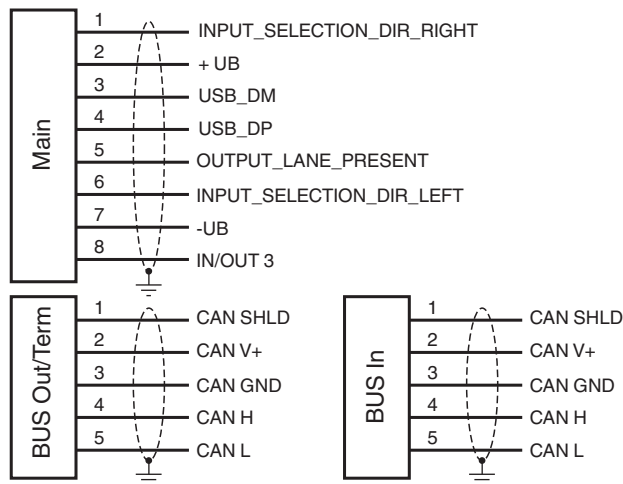 Main
1 INPUT_SELECTION_DIR_RIGHT
2 + UB
3 USB_DM
4 USB_DP
5 OUTPUT_LANE_PRESENT
6 INPUT_SELECTION_DIR_LEFT
7 -UB
8 IN/OUT 3
BUS Out/Term
1 CAN SHLD
2 CAN V+
3 CAN GND
4 CAN H
5 CAN L
BUS In
1 CAN SHLD
2 CAN V+
3 CAN GND
4 CAN H
5 CAN L